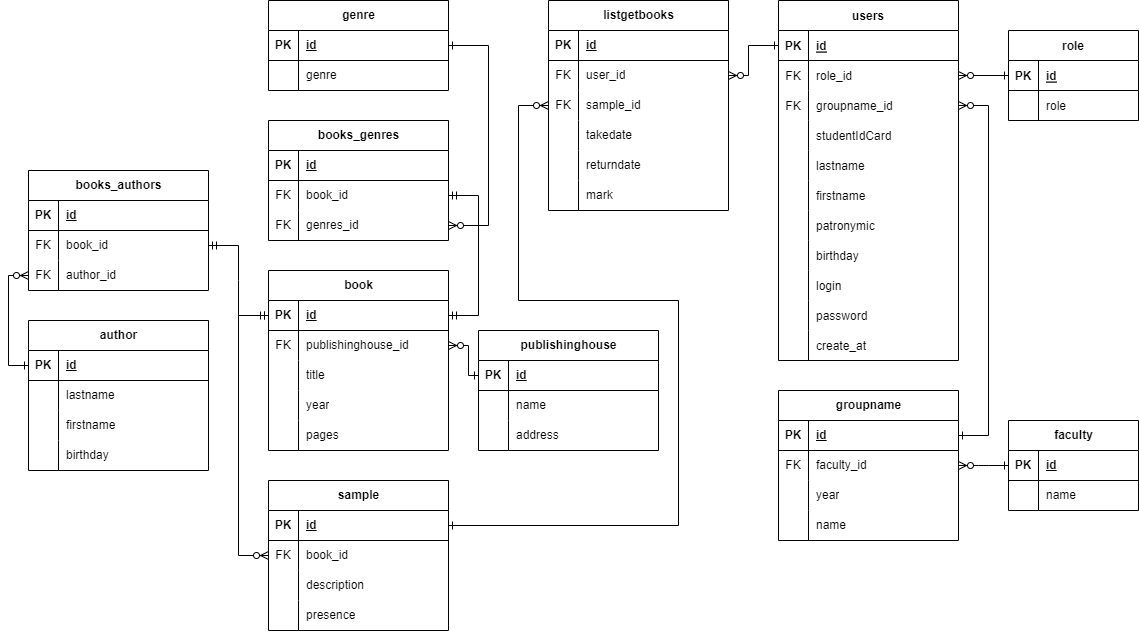 genre
PK id
genre
books_genres
PK id
FK book_id
FK genres_id
books_authors
PK id
FK book_id
FK author_id
author
PK id
lastname
firstname
birthday
book
PK id
FK publishinghouse_id
title
year
pages
publishinghouse
PK id
name
address
sample
PK id
FK book_id
description
presence
listgetbooks
PK id
FK user_id
FK sample_id
takedate
returndate
mark
users
PK id
FK role_id
FK groupname_id
studentIdCard
lastname
firstname
patronymic
birthday
login
password
create_at
role
PK id
role
groupname
PK id
FK faculty_id
year
name
faculty
PK id
name